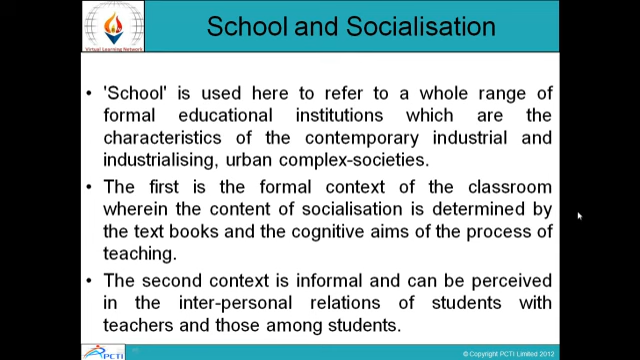 School and Socialisation
Virtual Learning Network
• 'School' is used here to refer to a whole range of
formal educational institutions which are the
characteristics of the contemporary industrial and
industrialising, urban complex-societies.
• The first is the formal context of the classroom
wherein the content of socialisation is determined by
the text books and the cognitive aims of the process of
teaching.
• The second context is informal and can be perceived
in the inter-personal relations of students with
teachers and those among students.
PCTI
© Copyright PCTI Limited 2012